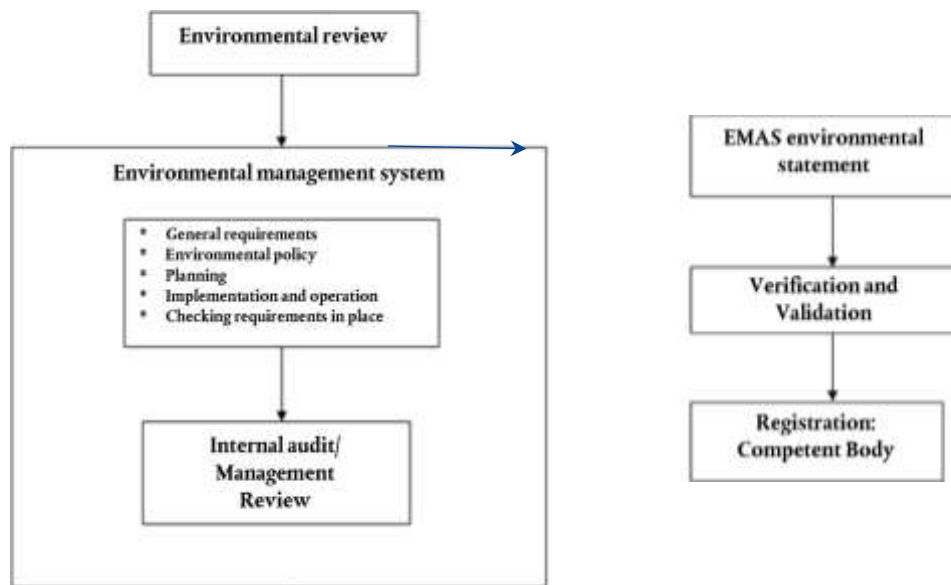 Environmental review
Environmental management system
* General requirements
* Environmental policy
* Planning
* Implementation and operation
* Checking requirements in place
Internal audit/
Management
Review
EMAS environmental
statement
Verification and
Validation
Registration:
Competent Body